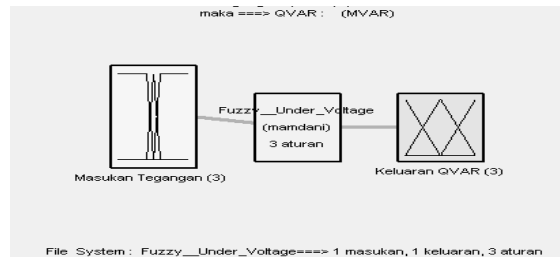 maka ===> QVAR : (MVAR)
Fuzzy__Under_Voltage
(mamdani)
3 aturan
Masukan Tegangan (3)
Keluaran QVAR (3)
File System : Fuzzy__Under_Voltage===> 1 masukan, 1 keluaran, 3 aturan